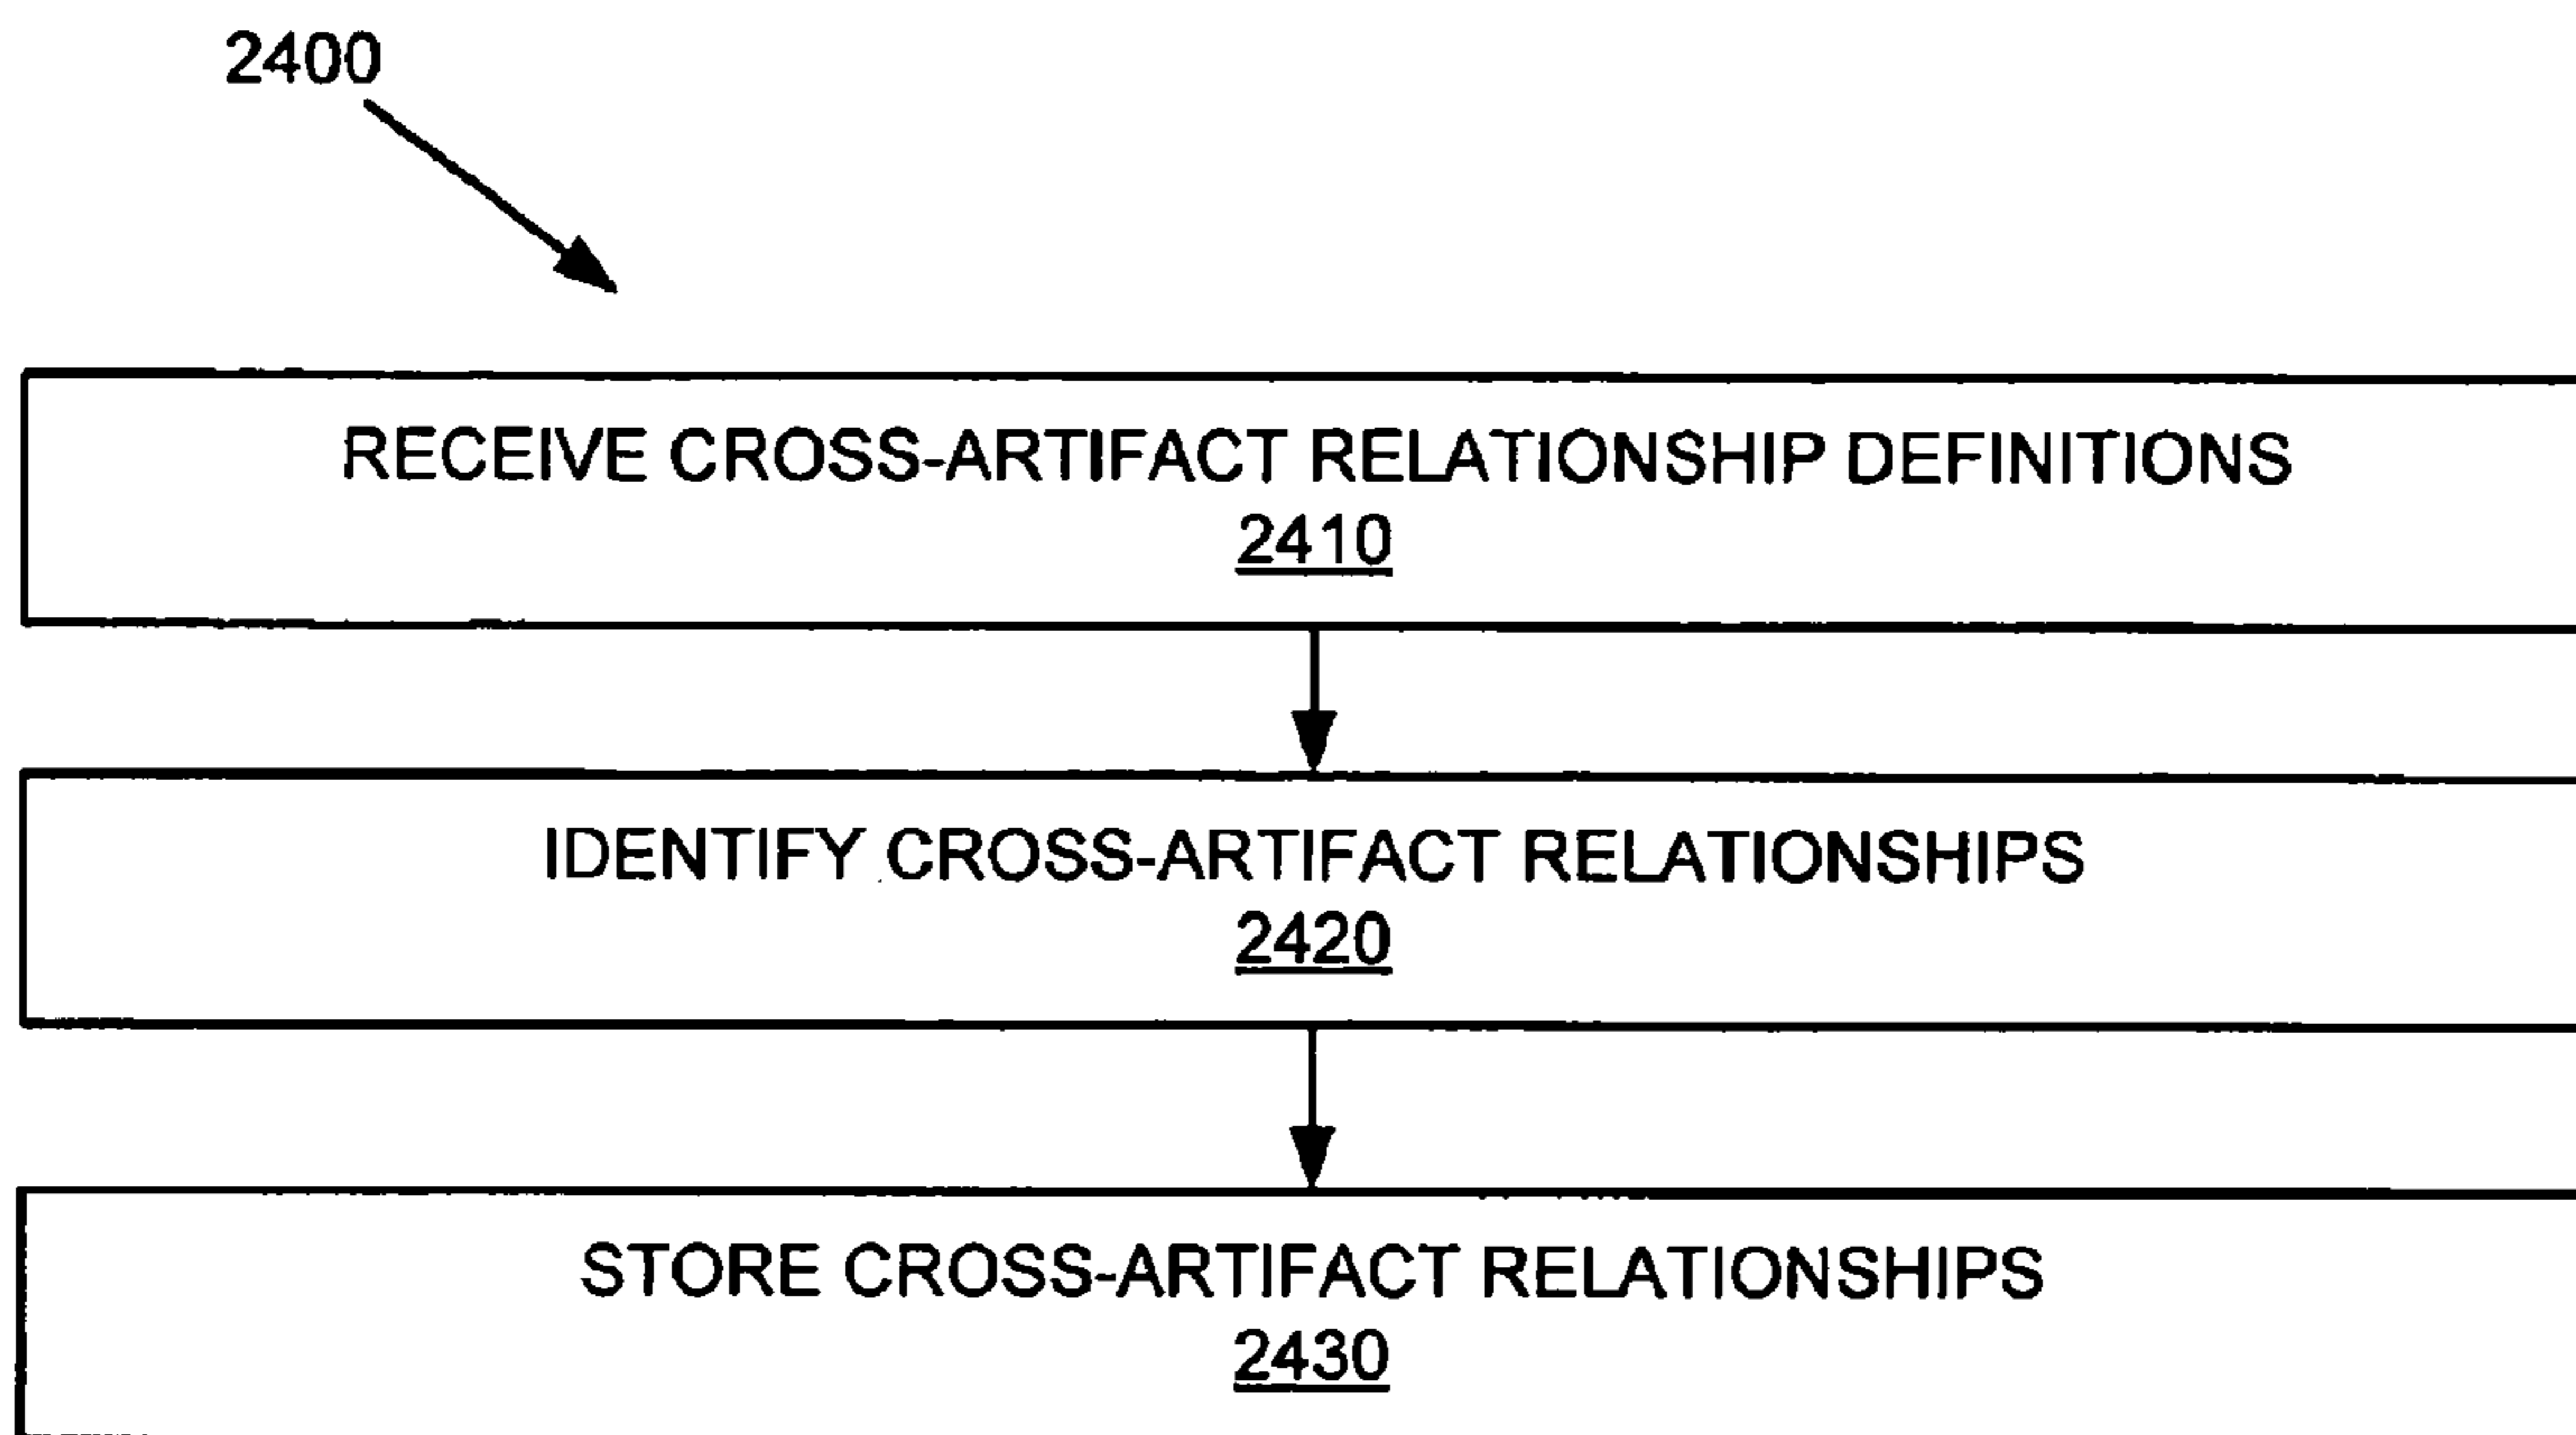 2400
RECEIVE CROSS-ARTIFACT RELATIONSHIP DEFINITIONS
2410
IDENTIFY CROSS-ARTIFACT RELATIONSHIPS
2420
STORE CROSS-ARTIFACT RELATIONSHIPS
2430